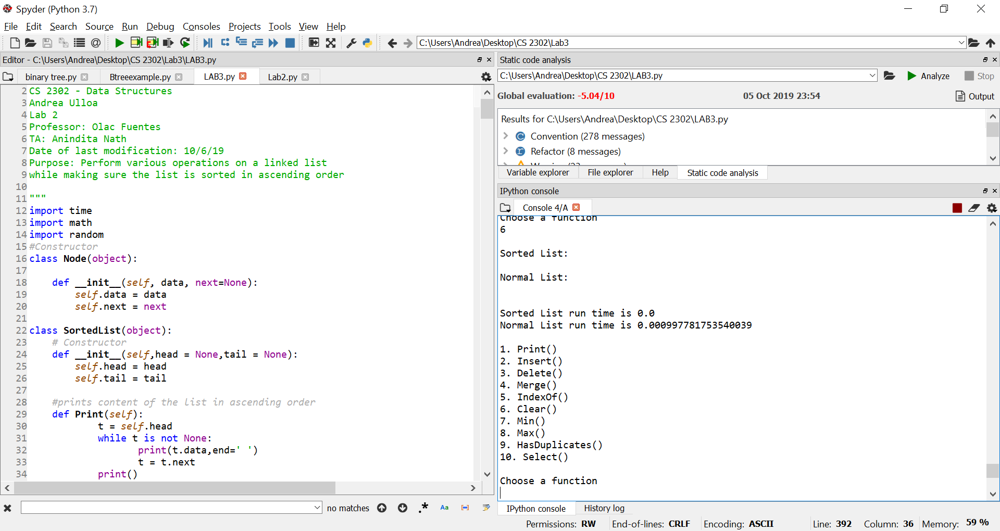 Spyder (Python 3.7)
File Edit Search Source Run Debug Consoles Projects Tools View Help
C:\Users\Andrea\Desktop\CS 2302\Lab3
Editor - C:\Users\Andrea\Desktop\CS 2302\Lab3\LAB3.py
binary tree.py Btreeexample.py LAB3.py Lab2.py
2 CS 2302 - Data Structures
3 Andrea Ulloa
4 Lab 2
5 Professor: Olac Fuentes
6 TA: Anindita Nath
7 Date of last modification: 10/6/19
8 Purpose: Perform various operations on a linked list
9 while making sure the list is sorted in ascending order
10
11 """
12 import time
13 import math
14 import random
15 #Constructor
16 class Node(object):
17
18     def __init__(self, data, next=None):
19         self.data = data
20         self.next = next
21
22 class SortedList(object):
23     # Constructor
24     def __init__(self,head = None,tail = None):
25         self.head = head
26         self.tail = tail
27
28     #prints content of the list in ascending order
29     def Print(self):
30             t = self.head
31             while t is not None:
32                    print(t.data,end=' ')
33                    t = t.next
34             print()
no matches .* Aa
Static code analysis
C:\Users\Andrea\Desktop\CS 2302\LAB3.py Analyze Stop
Global evaluation: -5.04/10 05 Oct 2019 23:54 Output
Results for C:\Users\Andrea\Desktop\CS 2302\LAB3.py
Convention (278 messages)
Refactor (8 messages)
Variable explorer File explorer Help Static code analysis
IPython console
Console 4/A
Choose a function
6
Sorted List:
Normal List:
Sorted List run time is 0.0
Normal List run time is 0.000997781753540039
1. Print()
2. Insert()
3. Delete()
4. Merge()
5. IndexOf()
6. Clear()
7. Min()
8. Max()
9. HasDuplicates()
10. Select()
Choose a function
IPython console History log
Permissions: RW End-of-lines: CRLF Encoding: ASCII Line: 392 Column: 36 Memory: 59 %